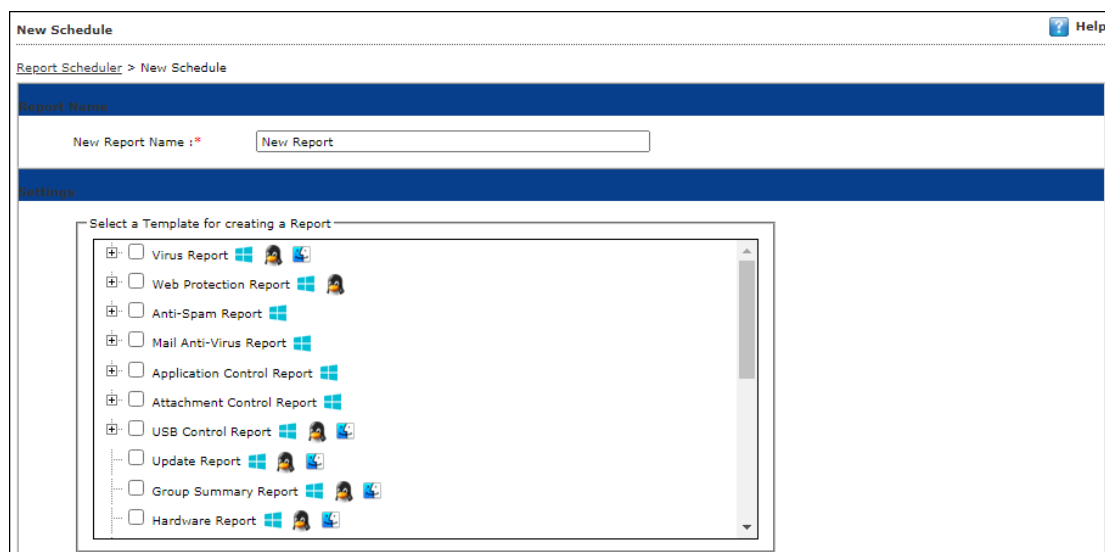 New Schedule
Help
Report Scheduler > New Schedule
Report Name
New Report Name :*
New Report
Settings
Select a Template for creating a Report
Virus Report
Web Protection Report
Anti-Spam Report
Mail Anti-Virus Report
Application Control Report
Attachment Control Report
USB Control Report
Update Report
Group Summary Report
Hardware Report